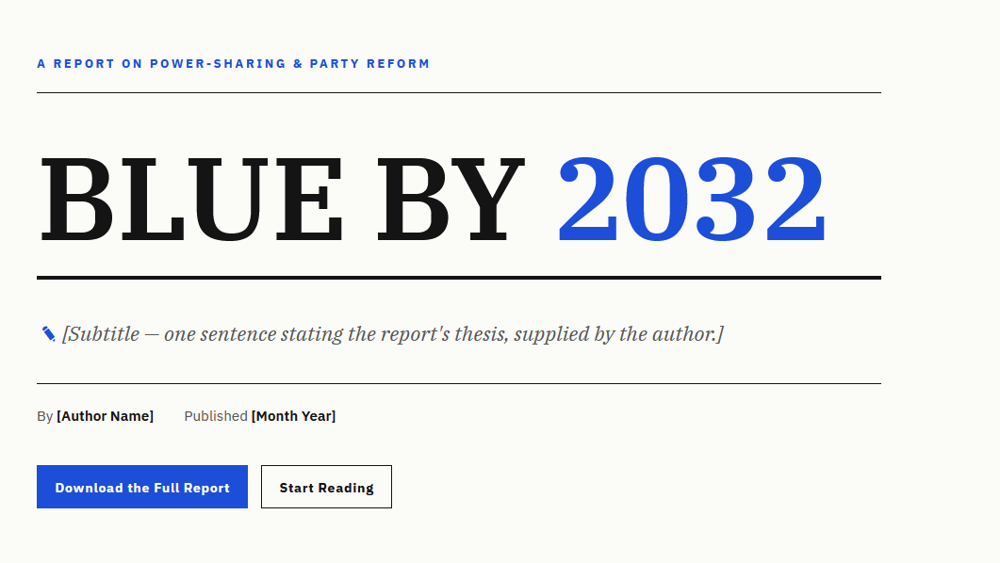 A REPORT ON POWER-SHARING & PARTY REFORM
BLUE BY 2032
[Subtitle — one sentence stating the report's thesis, supplied by the author.]
By [Author Name] Published [Month Year]
Download the Full Report Start Reading